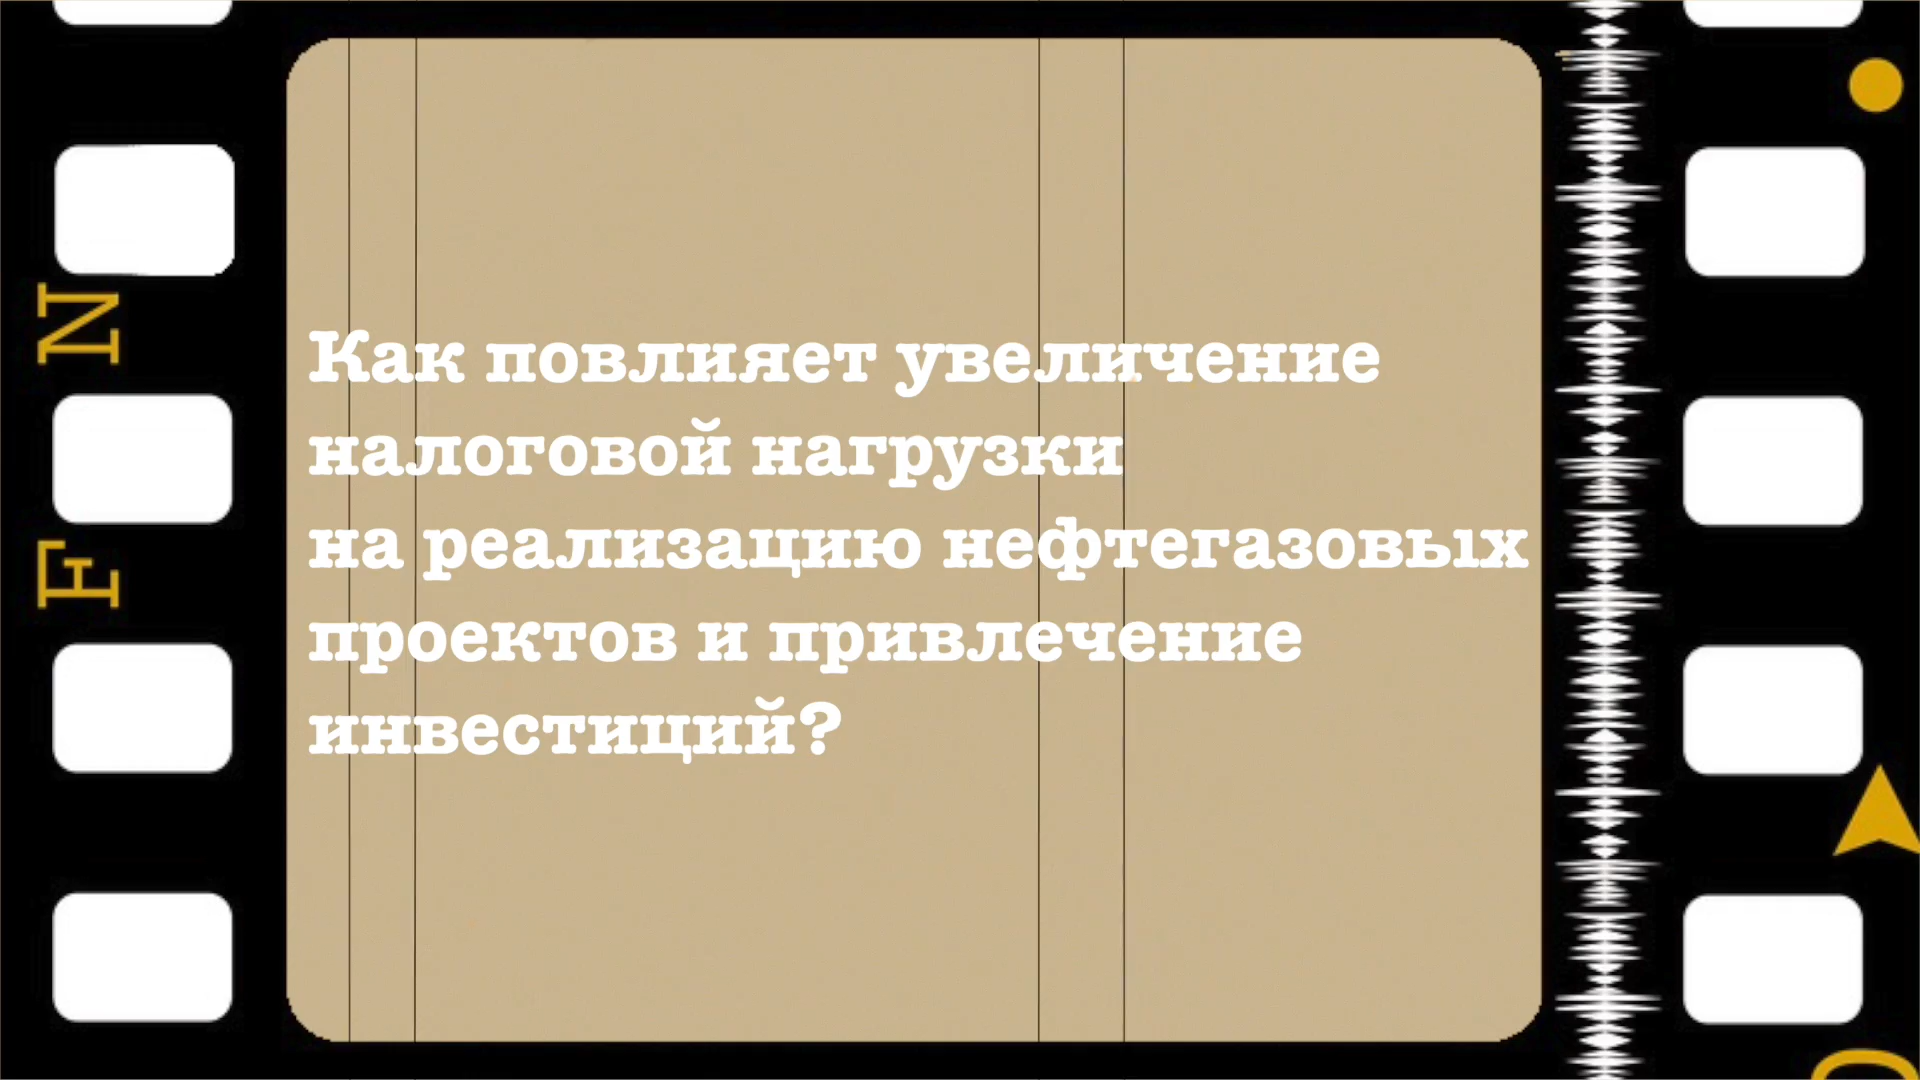 Как повлияет увеличение
налоговой нагрузки
на реализацию нефтегазовых
проектов и привлечение
инвестиций?
N
F